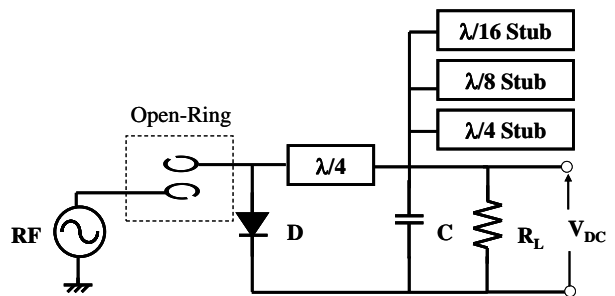 λ/16 Stub
λ/8 Stub
λ/4 Stub
Open-Ring
λ/4
RF
D
C
R_L
V_DC